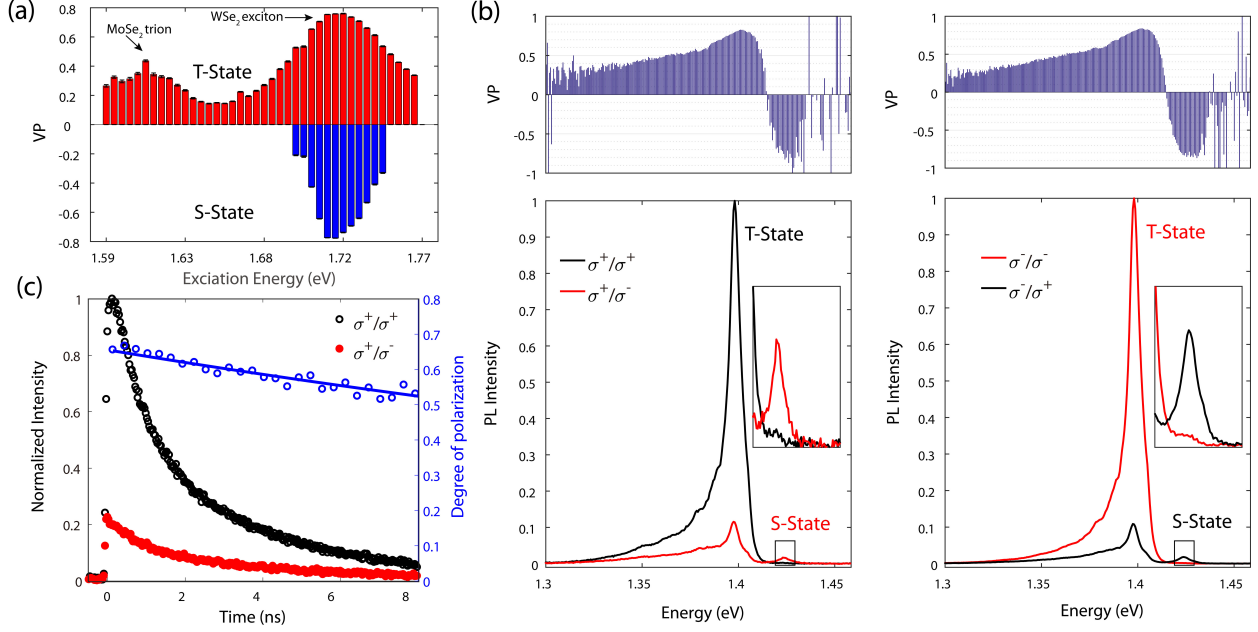 (a)
0.8
0.6
0.4
0.2
0
-0.2
-0.4
-0.6
-0.8
VP
MoSe2 trion
WSe2 exciton
T-State
S-State
1.59
1.63
1.68
1.72
1.77
Exciation Energy (eV)
(b)
1
0.5
0
-0.5
-1
VP
1
0.5
0
-0.5
-1
VP
1
0.9
0.8
0.7
0.6
0.5
0.4
0.3
0.2
0.1
0
PL Intensity
T-State
σ+/σ+
σ+/σ-
S-State
1.3
1.35
1.4
1.45
Energy (eV)
1
0.9
0.8
0.7
0.6
0.5
0.4
0.3
0.2
0.1
0
PL Intensity
T-State
σ-/σ-
σ-/σ+
S-State
1.3
1.35
1.4
1.45
Energy (eV)
(c)
1
0.8
0.6
0.4
0.2
0
Normalized Intensity
σ+/σ+
σ+/σ-
0.8
0.7
0.6
0.5
0.4
0.3
0.2
0.1
0
Degree of polarization
0
2
4
6
8
Time (ns)